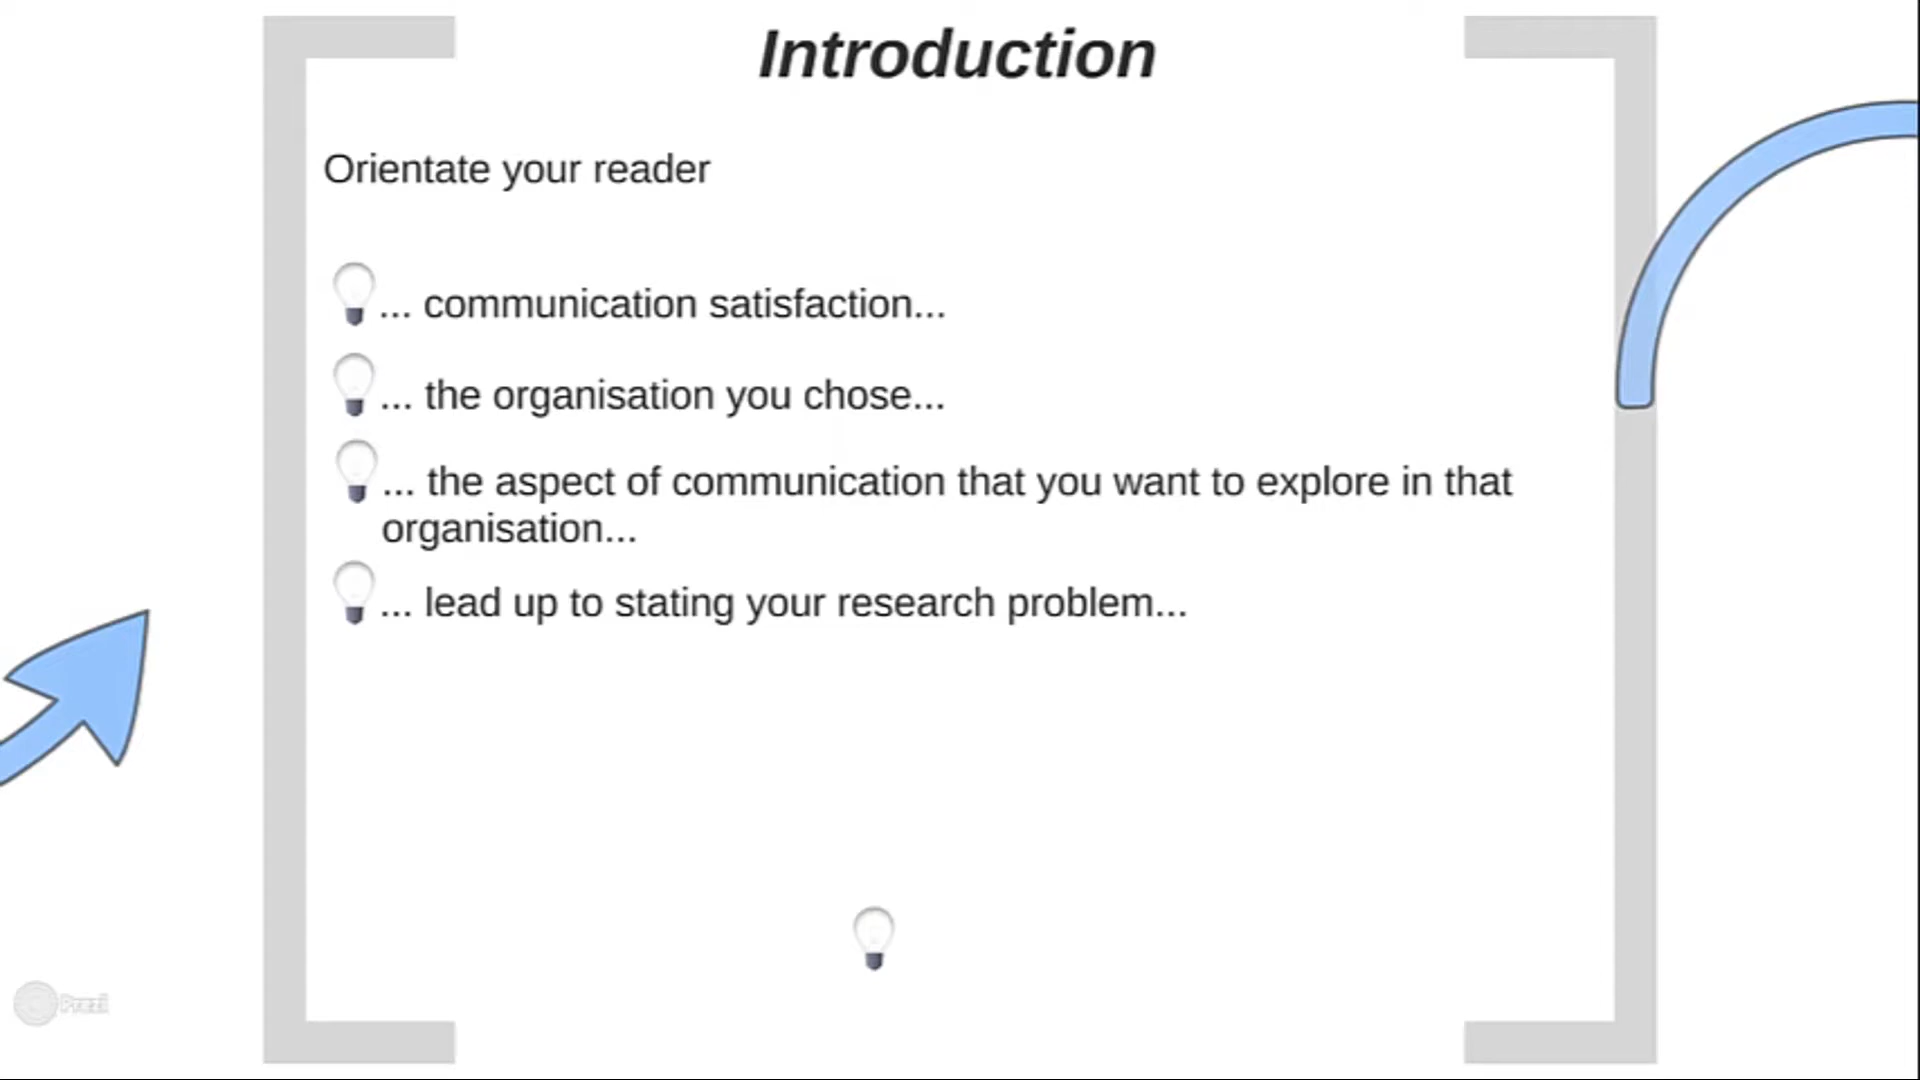 Introduction
Orientate your reader
... communication satisfaction...
... the organisation you chose...
... the aspect of communication that you want to explore in that
organisation...
... lead up to stating your research problem...
Prezi